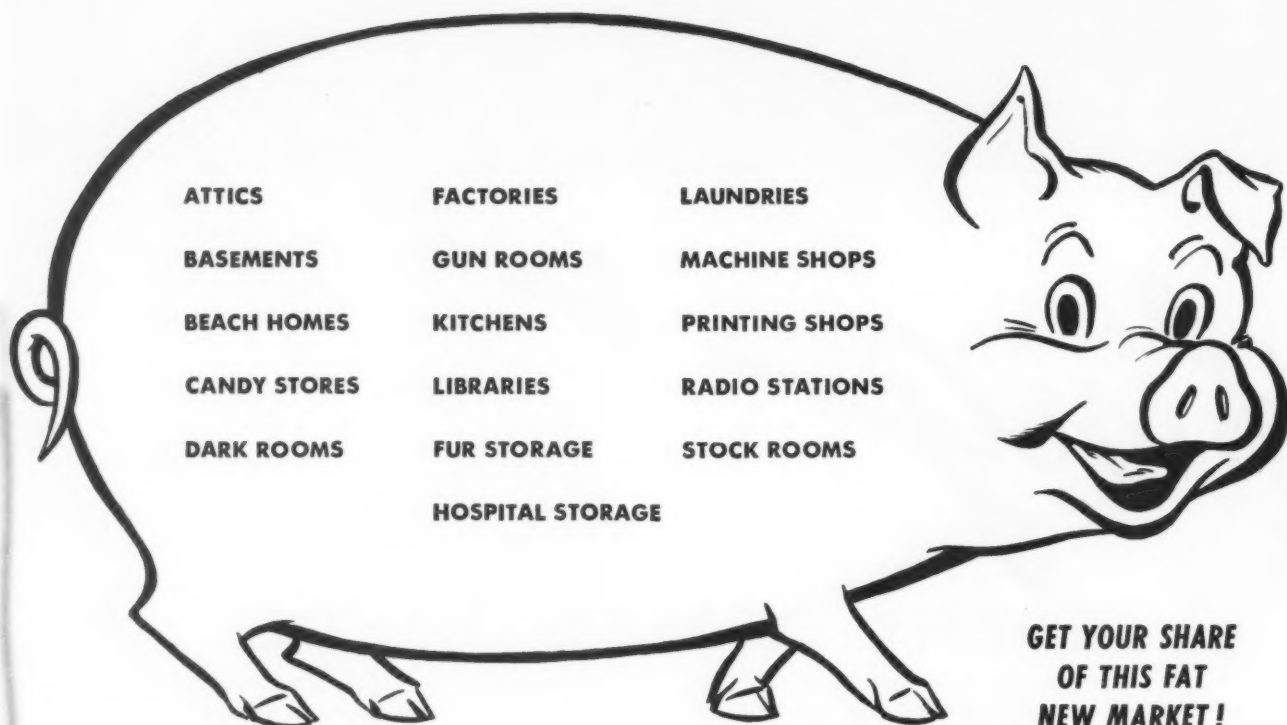 ATTICS
BASEMENTS
BEACH HOMES
CANDY STORES
DARK ROOMS
FACTORIES
GUN ROOMS
KITCHENS
LIBRARIES
FUR STORAGE
HOSPITAL STORAGE
LAUNDRIES
MACHINE SHOPS
PRINTING SHOPS
RADIO STATIONS
STOCK ROOMS
GET YOUR SHARE
OF THIS FAT
NEW MARKET!